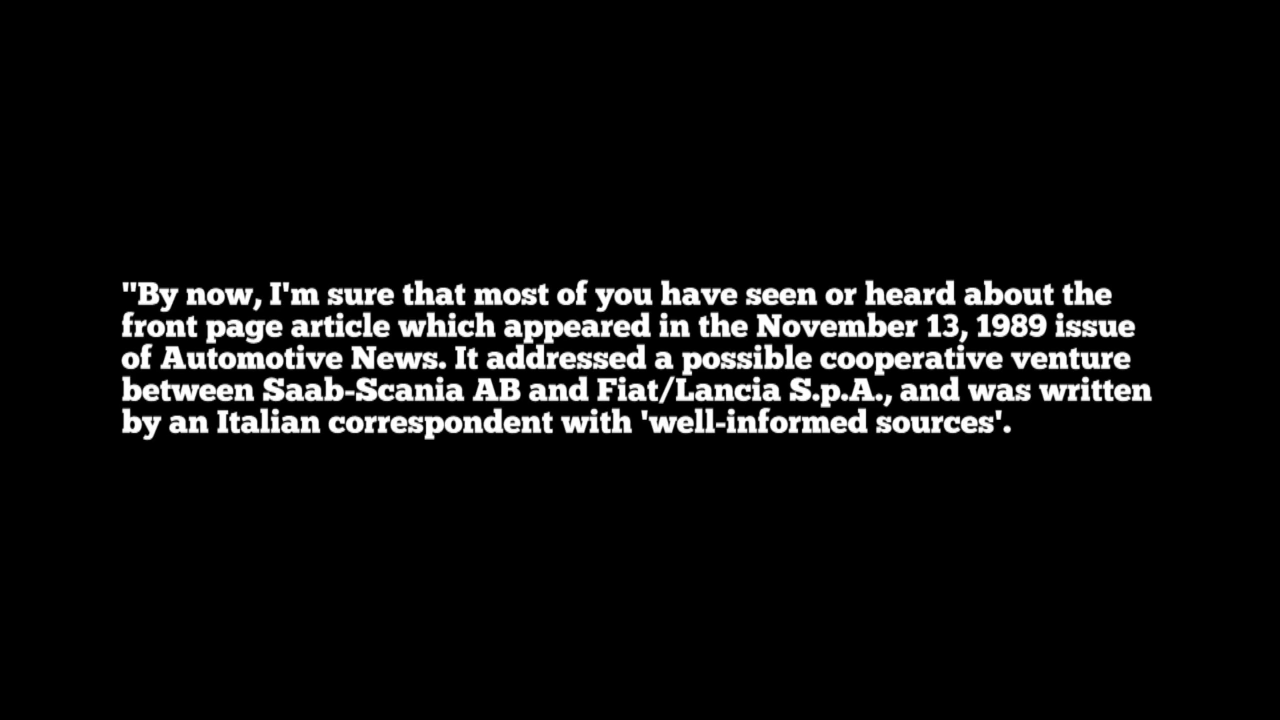 "By now, I'm sure that most of you have seen or heard about the
front page article which appeared in the November 13, 1989 issue
of Automotive News. It addressed a possible cooperative venture
between Saab-Scania AB and Fiat/Lancia S.p.A., and was written
by an Italian correspondent with 'well-informed sources'.